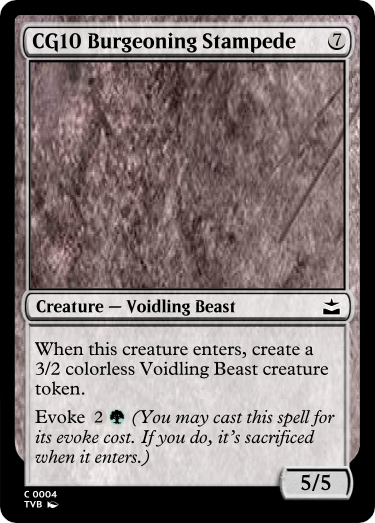 CG10 Burgeoning Stampede 7
Creature — Voidling Beast
When this creature enters, create a
3/2 colorless Voidling Beast creature
token.
Evoke 2 (You may cast this spell for
its evoke cost. If you do, it's sacrificed
when it enters.)
5/5
C 0004
TVB